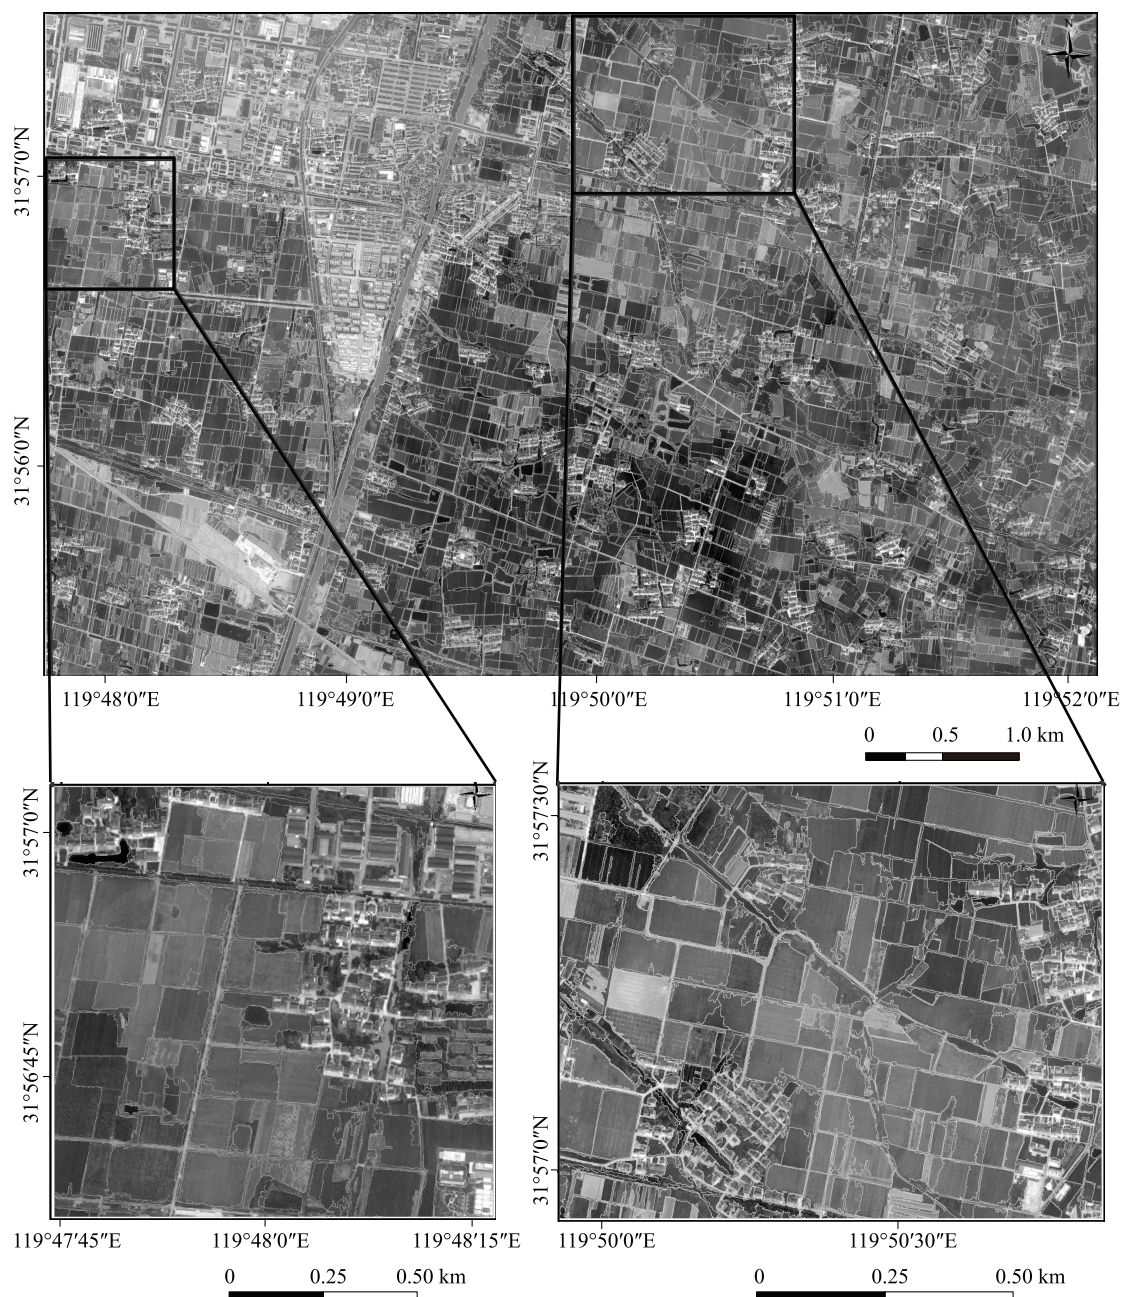 N
31°57′0″N
31°56′0″N
119°48′0″E 119°49′0″E 119°50′0″E 119°51′0″E 119°52′0″E
0 0.5 1.0 km
31°57′0″N
31°56′45″N
119°47′45″E 119°48′0″E 119°48′15″E
0 0.25 0.50 km
31°57′30″N
31°57′0″N
119°50′0″E 119°50′30″E
0 0.25 0.50 km